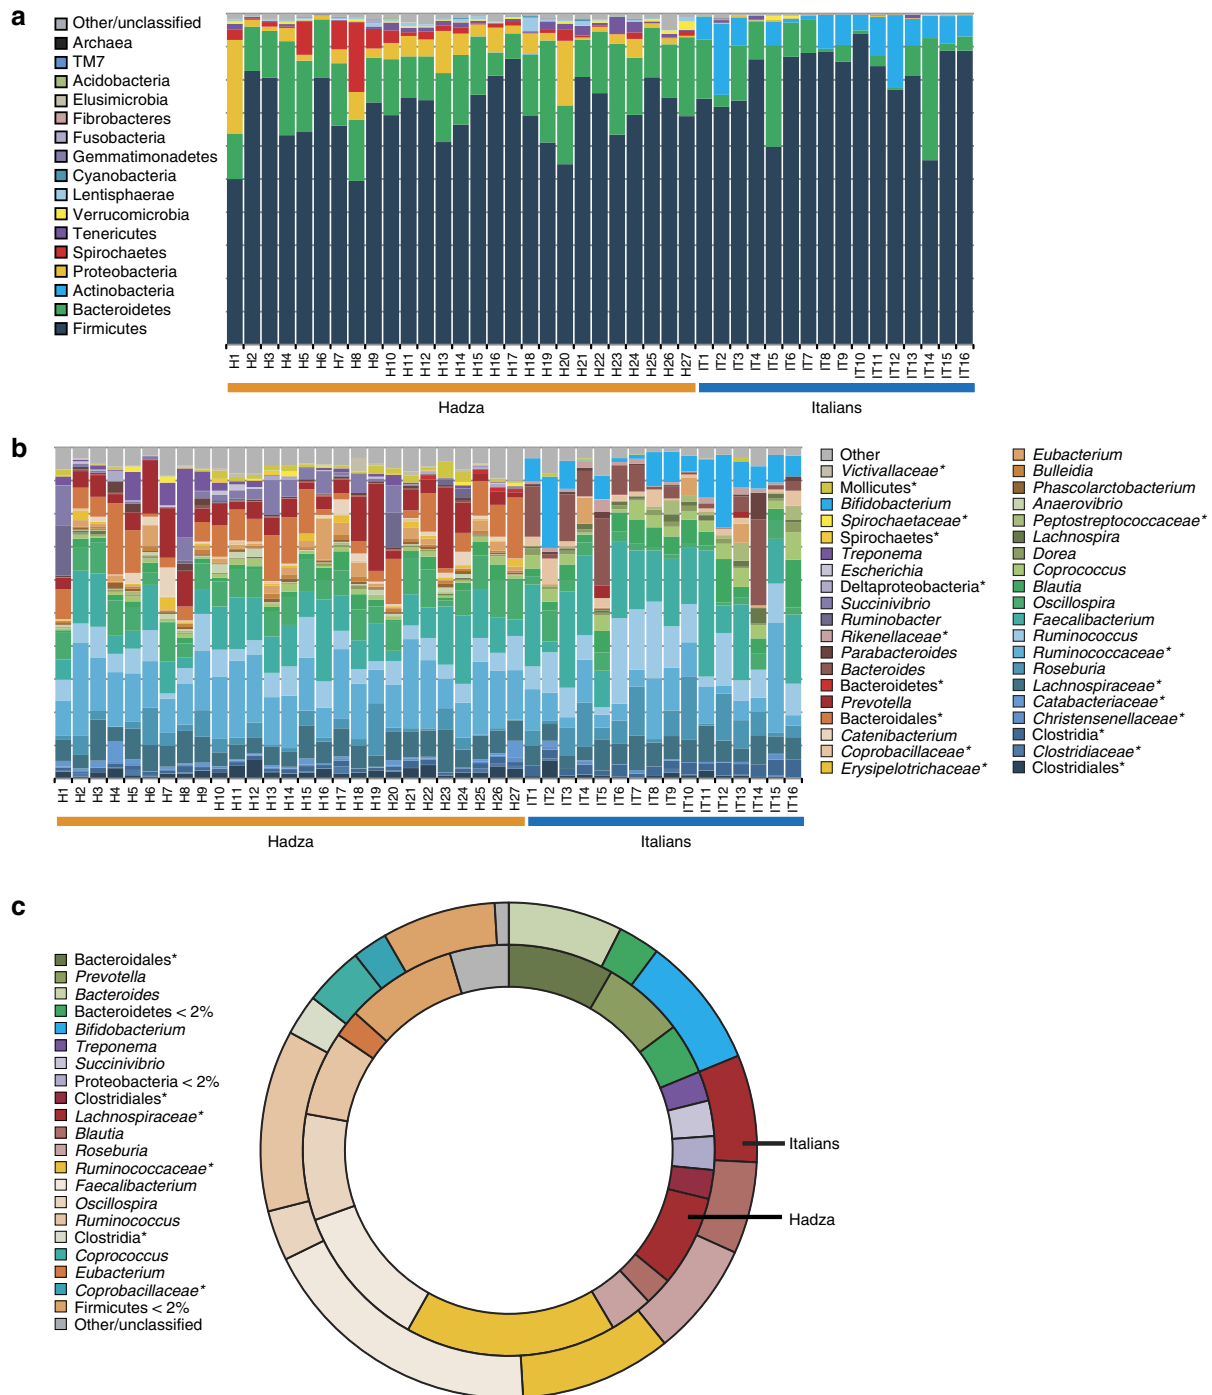 a
Other/unclassified
Archaea
TM7
Acidobacteria
Elusimicrobia
Fibrobacteres
Fusobacteria
Gemmatimonadetes
Cyanobacteria
Lentisphaerae
Verrucomicrobia
Tenericutes
Spirochaetes
Proteobacteria
Actinobacteria
Bacteroidetes
Firmicutes
H1 H2 H3 H4 H5 H6 H7 H8 H9 H10 H11 H12 H13 H14 H15 H16 H17 H18 H19 H20 H21 H22 H23 H24 H25 H26 H27 IT1 IT2 IT3 IT4 IT5 IT6 IT7 IT8 IT9 IT10 IT11 IT12 IT13 IT14 IT15 IT16
Hadza Italians
b
Other
Victivallaceae*
Mollicutes*
Bifidobacterium
Spirochaetaceae*
Spirochaetes*
Treponema
Escherichia
Deltaproteobacteria*
Succinivibrio
Ruminobacter
Rikenellaceae*
Parabacteroides
Bacteroides
Bacteroidetes*
Prevotella
Bacteroidales*
Catenibacterium
Coprobacillaceae*
Erysipelotrichaceae*
Eubacterium
Bulleidia
Phascolarctobacterium
Anaerovibrio
Peptostreptococcaceae*
Lachnospira
Dorea
Coprococcus
Blautia
Oscillospira
Faecalibacterium
Ruminococcus
Ruminococcaceae*
Roseburia
Lachnospiraceae*
Catabacteriaceae*
Christensenellaceae*
Clostridia*
Clostridiaceae*
Clostridiales*
H1 H2 H3 H4 H5 H6 H7 H8 H9 H10 H11 H12 H13 H14 H15 H16 H17 H18 H19 H20 H21 H22 H23 H24 H25 H26 H27 IT1 IT2 IT3 IT4 IT5 IT6 IT7 IT8 IT9 IT10 IT11 IT12 IT13 IT14 IT15 IT16
Hadza Italians
c
Bacteroidales*
Prevotella
Bacteroides
Bacteroidetes < 2%
Bifidobacterium
Treponema
Succinivibrio
Proteobacteria < 2%
Clostridiales*
Lachnospiraceae*
Blautia
Roseburia
Ruminococcaceae*
Faecalibacterium
Oscillospira
Ruminococcus
Clostridia*
Coprococcus
Eubacterium
Coprobacillaceae*
Firmicutes < 2%
Other/unclassified
Italians
Hadza